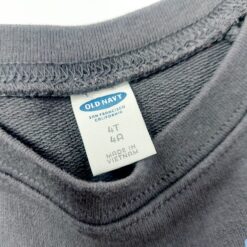 OLD NAVY
SAN FRANCISCO
CALIFORNIA
4T
4A
MADE IN
VIETNAM